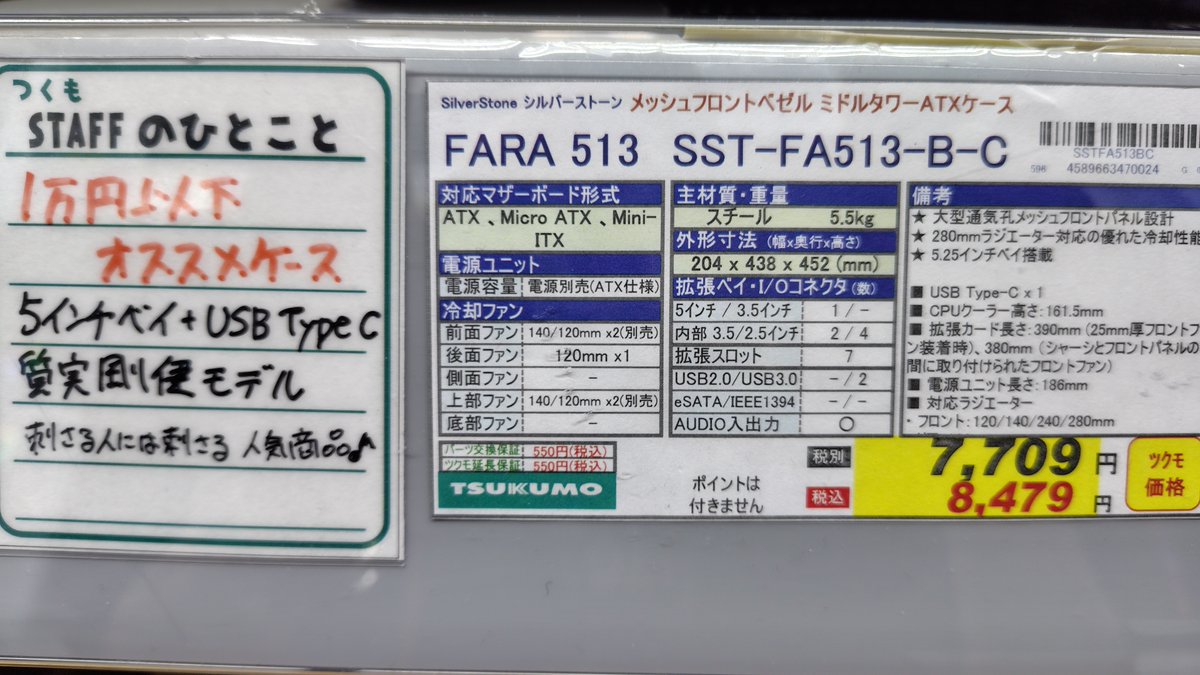 つくも
STAFFのひとこと
1万円以下
オススメケース
5インチベイ+USB Type C
質実剛健モデル
刺さる人には刺さる 人気商品♪
SilverStone シルバーストーン メッシュフロントベゼル ミドルタワーATXケース
FARA 513 SST-FA513-B-C
SSTFA513BC
596 4589663470024 G
対応マザーボード形式
ATX 、Micro ATX 、Mini-
ITX
電源ユニット
電源容量 電源別売(ATX仕様)
冷却ファン
前面ファン 140/120mm x2(別売)
後面ファン 120mm x1
側面ファン -
上部ファン 140/120mm x2(別売)
底部ファン -
主材質・重量
スチール 5.5kg
外形寸法 (幅x奥行x高さ)
204 x 438 x 452 (mm)
拡張ベイ・I/Oコネクタ (数)
5インチ / 3.5インチ 1 / -
内部 3.5/2.5インチ 2 / 4
拡張スロット 7
USB2.0/USB3.0 - / 2
eSATA/IEEE1394 - / -
AUDIO入出力 ○
備考
★ 大型通気孔メッシュフロントパネル設計
★ 280mmラジエーター対応の優れた冷却性能
★ 5.25インチベイ搭載
■ USB Type-C x 1
■ CPUクーラー高さ: 161.5mm
■ 拡張カード長さ: 390mm (25mm厚フロントフ
ン装着時)、380mm (シャーシとフロントパネルの
間に取り付けられたフロントファン)
■ 電源ユニット長さ: 186mm
■ 対応ラジエーター
・フロント: 120/140/240/280mm
パーツ交換保証 550円(税込)
ツクモ延長保証 550円(税込)
TSUKUMO
ポイントは
付きません
税別 7,709 円
税込 8,479 円
ツクモ
価格